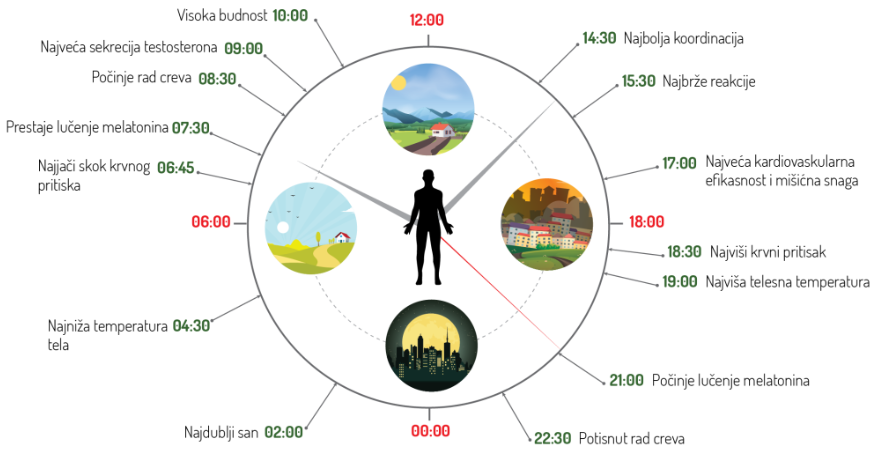 12:00
14:30 Najbolja koordinacija
15:30 Najbrže reakcije
17:00 Najveća kardiovaskularna
efikasnost i mišićna snaga
18:00
18:30 Najviši krvni pritisak
19:00 Najviša telesna temperatura
21:00 Počinje lučenje melatonina
22:30 Potisnut rad creva
00:00
Najdublji san 02:00
Najniža temperatura 04:30
tela
06:00
Najjači skok krvnog 06:45
pritiska
Prestaje lučenje melatonina 07:30
Počinje rad creva 08:30
Najveća sekrecija testosterona 09:00
Visoka budnost 10:00